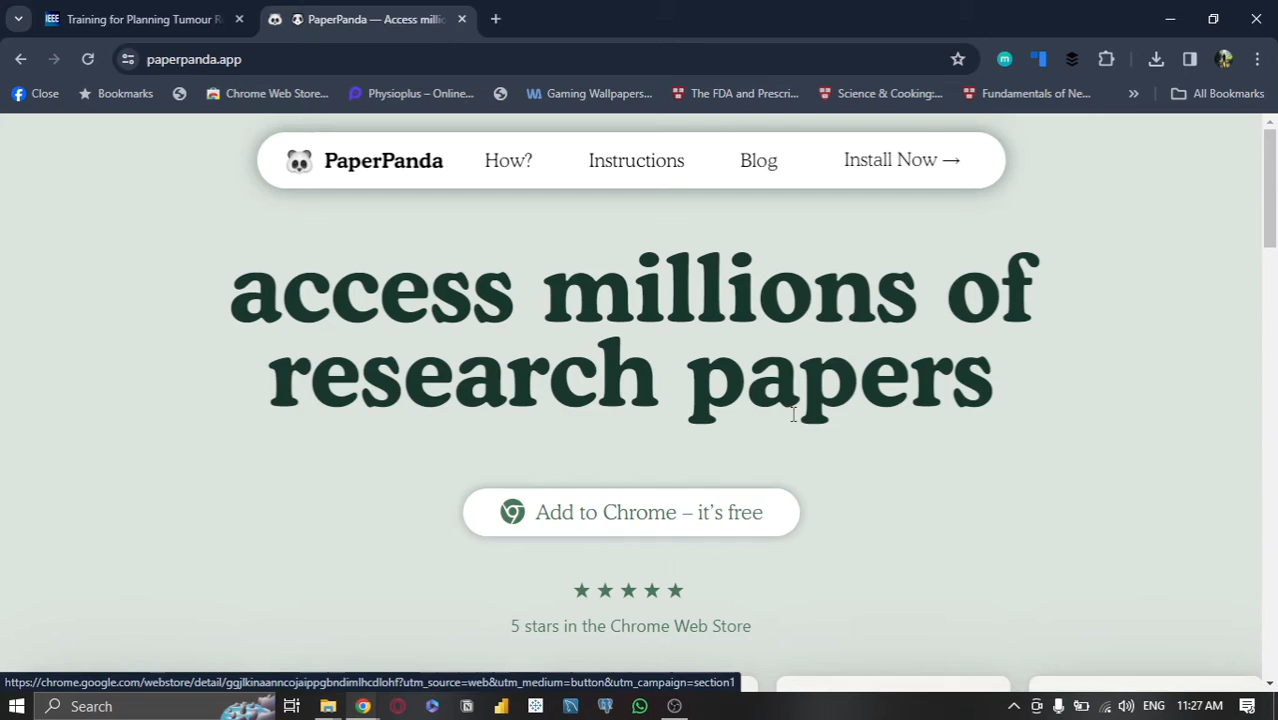 Training for Planning Tumour R
PaperPanda — Access milli
paperpanda.app
Close
Bookmarks
Chrome Web Store...
Physioplus – Online...
Gaming Wallpapers...
The FDA and Prescri...
Science & Cooking:...
Fundamentals of Ne...
All Bookmarks
PaperPanda
How?
Instructions
Blog
Install Now →
access millions of
research papers
Add to Chrome – it's free
★ ★ ★ ★ ★
5 stars in the Chrome Web Store
https://chrome.google.com/webstore/detail/ggjlkinaanncojaippgbndimlhcdlohf?utm_source=web&utm_medium=button&utm_campaign=section1
Search
ENG
11:27 AM